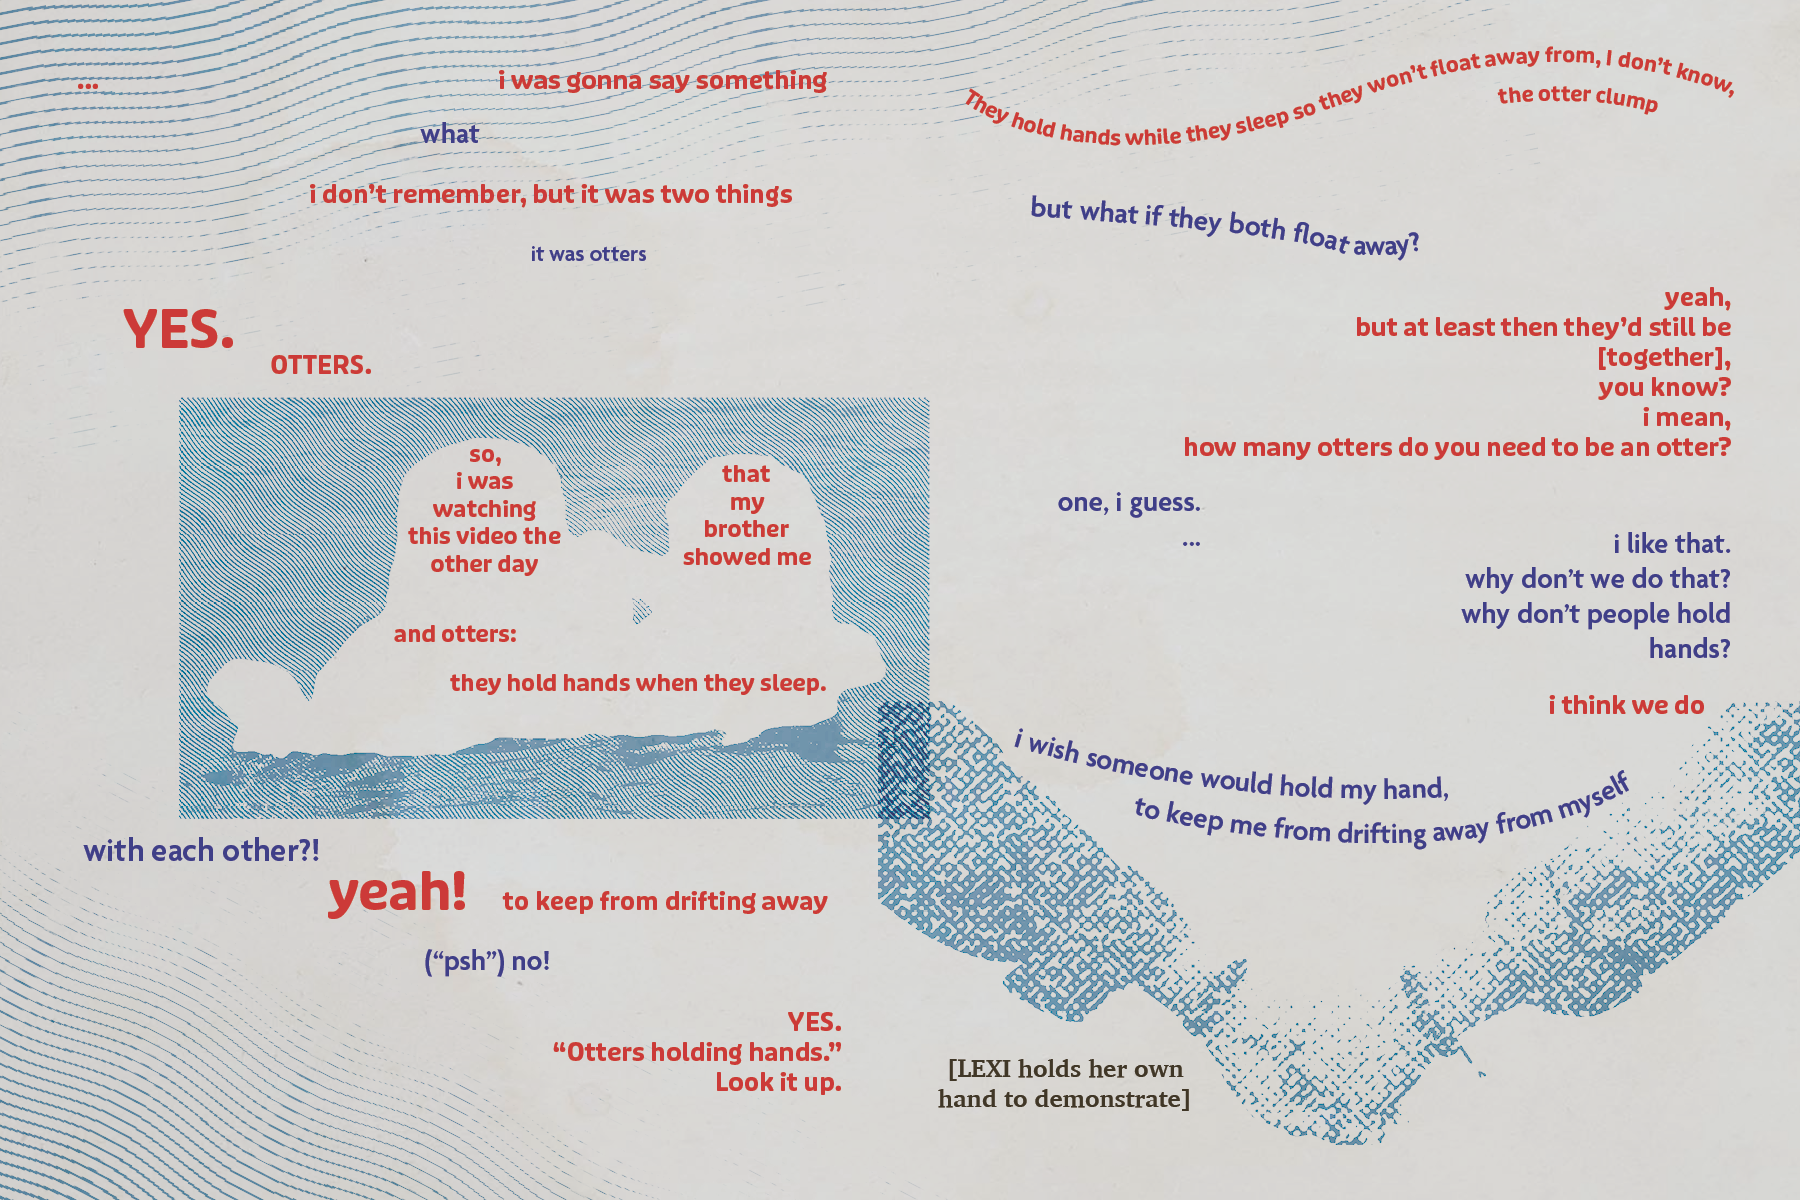 ...
i was gonna say something
what
i don't remember, but it was two things
it was otters
YES.
OTTERS.
so,
i was
watching
this video the
other day
that
my
brother
showed me
and otters:
they hold hands when they sleep.
with each other?!
yeah!
to keep from drifting away
(“psh”) no!
YES.
“Otters holding hands.”
Look it up.
They hold hands while they sleep so they won't float away from, I don't know,
the otter clump
but what if they both float away?
yeah,
but at least then they'd still be
[together],
you know?
i mean,
how many otters do you need to be an otter?
one, i guess.
...
i like that.
why don't we do that?
why don't people hold
hands?
i think we do
i wish someone would hold my hand,
to keep me from drifting away from myself
[LEXI holds her own
hand to demonstrate]